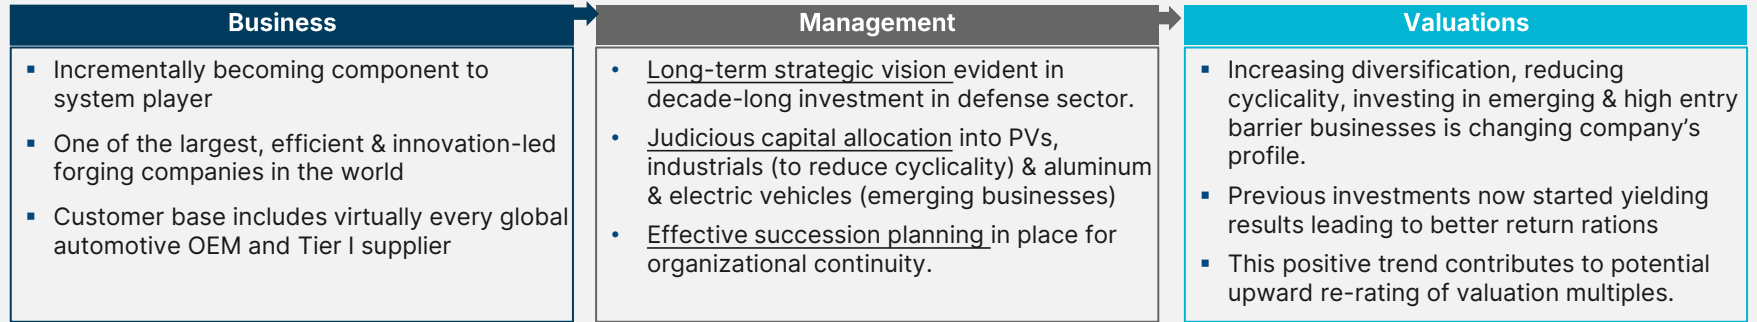 Business
Incrementally becoming component to
system player
One of the largest, efficient & innovation-led
forging companies in the world
Customer base includes virtually every global
automotive OEM and Tier I supplier
Management
Long-term strategic vision evident in
decade-long investment in defense sector.
Judicious capital allocation into PVs,
industrials (to reduce cyclicality) & aluminum
& electric vehicles (emerging businesses)
Effective succession planning in place for
organizational continuity.
Valuations
Increasing diversification, reducing
cyclicality, investing in emerging & high entry
barrier businesses is changing company's
profile.
Previous investments now started yielding
results leading to better return rations
This positive trend contributes to potential
upward re-rating of valuation multiples.